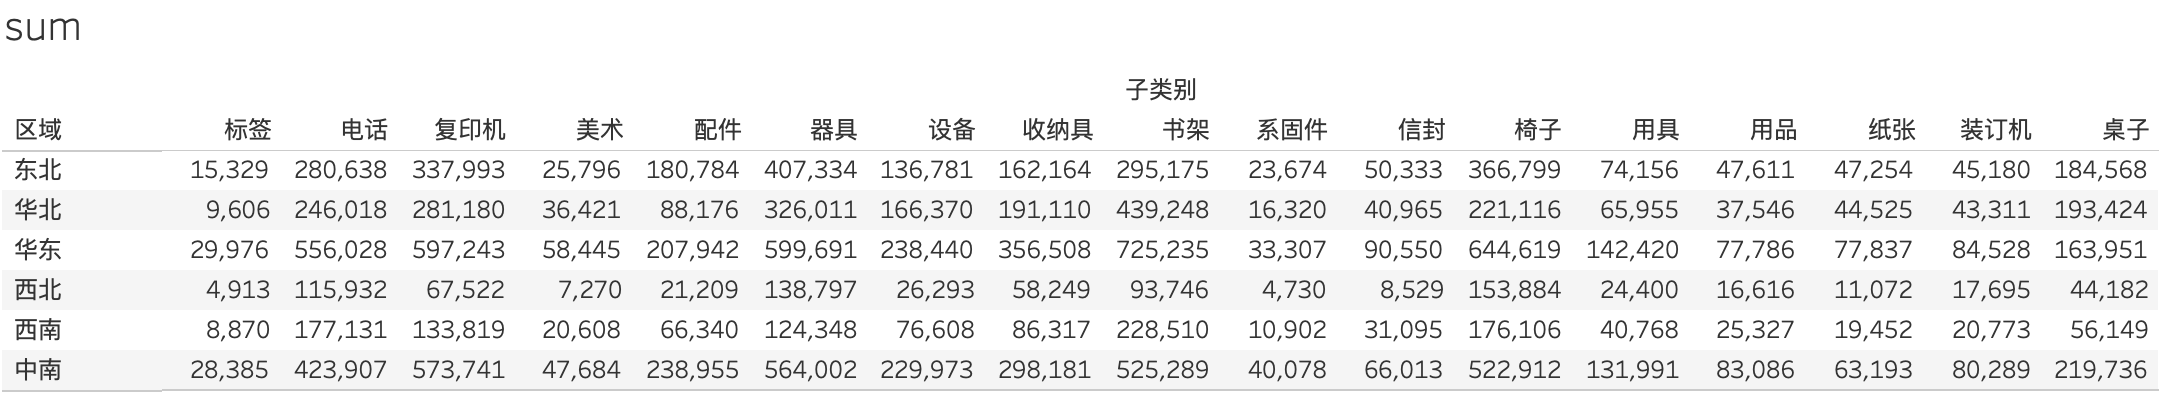 sum
子类别
区域 标签 电话 复印机 美术 配件 器具 设备 收纳具 书架 系固件 信封 椅子 用具 用品 纸张 装订机 桌子
东北 15,329 280,638 337,993 25,796 180,784 407,334 136,781 162,164 295,175 23,674 50,333 366,799 74,156 47,611 47,254 45,180 184,568
华北 9,606 246,018 281,180 36,421 88,176 326,011 166,370 191,110 439,248 16,320 40,965 221,116 65,955 37,546 44,525 43,311 193,424
华东 29,976 556,028 597,243 58,445 207,942 599,691 238,440 356,508 725,235 33,307 90,550 644,619 142,420 77,786 77,837 84,528 163,951
西北 4,913 115,932 67,522 7,270 21,209 138,797 26,293 58,249 93,746 4,730 8,529 153,884 24,400 16,616 11,072 17,695 44,182
西南 8,870 177,131 133,819 20,608 66,340 124,348 76,608 86,317 228,510 10,902 31,095 176,106 40,768 25,327 19,452 20,773 56,149
中南 28,385 423,907 573,741 47,684 238,955 564,002 229,973 298,181 525,289 40,078 66,013 522,912 131,991 83,086 63,193 80,289 219,736